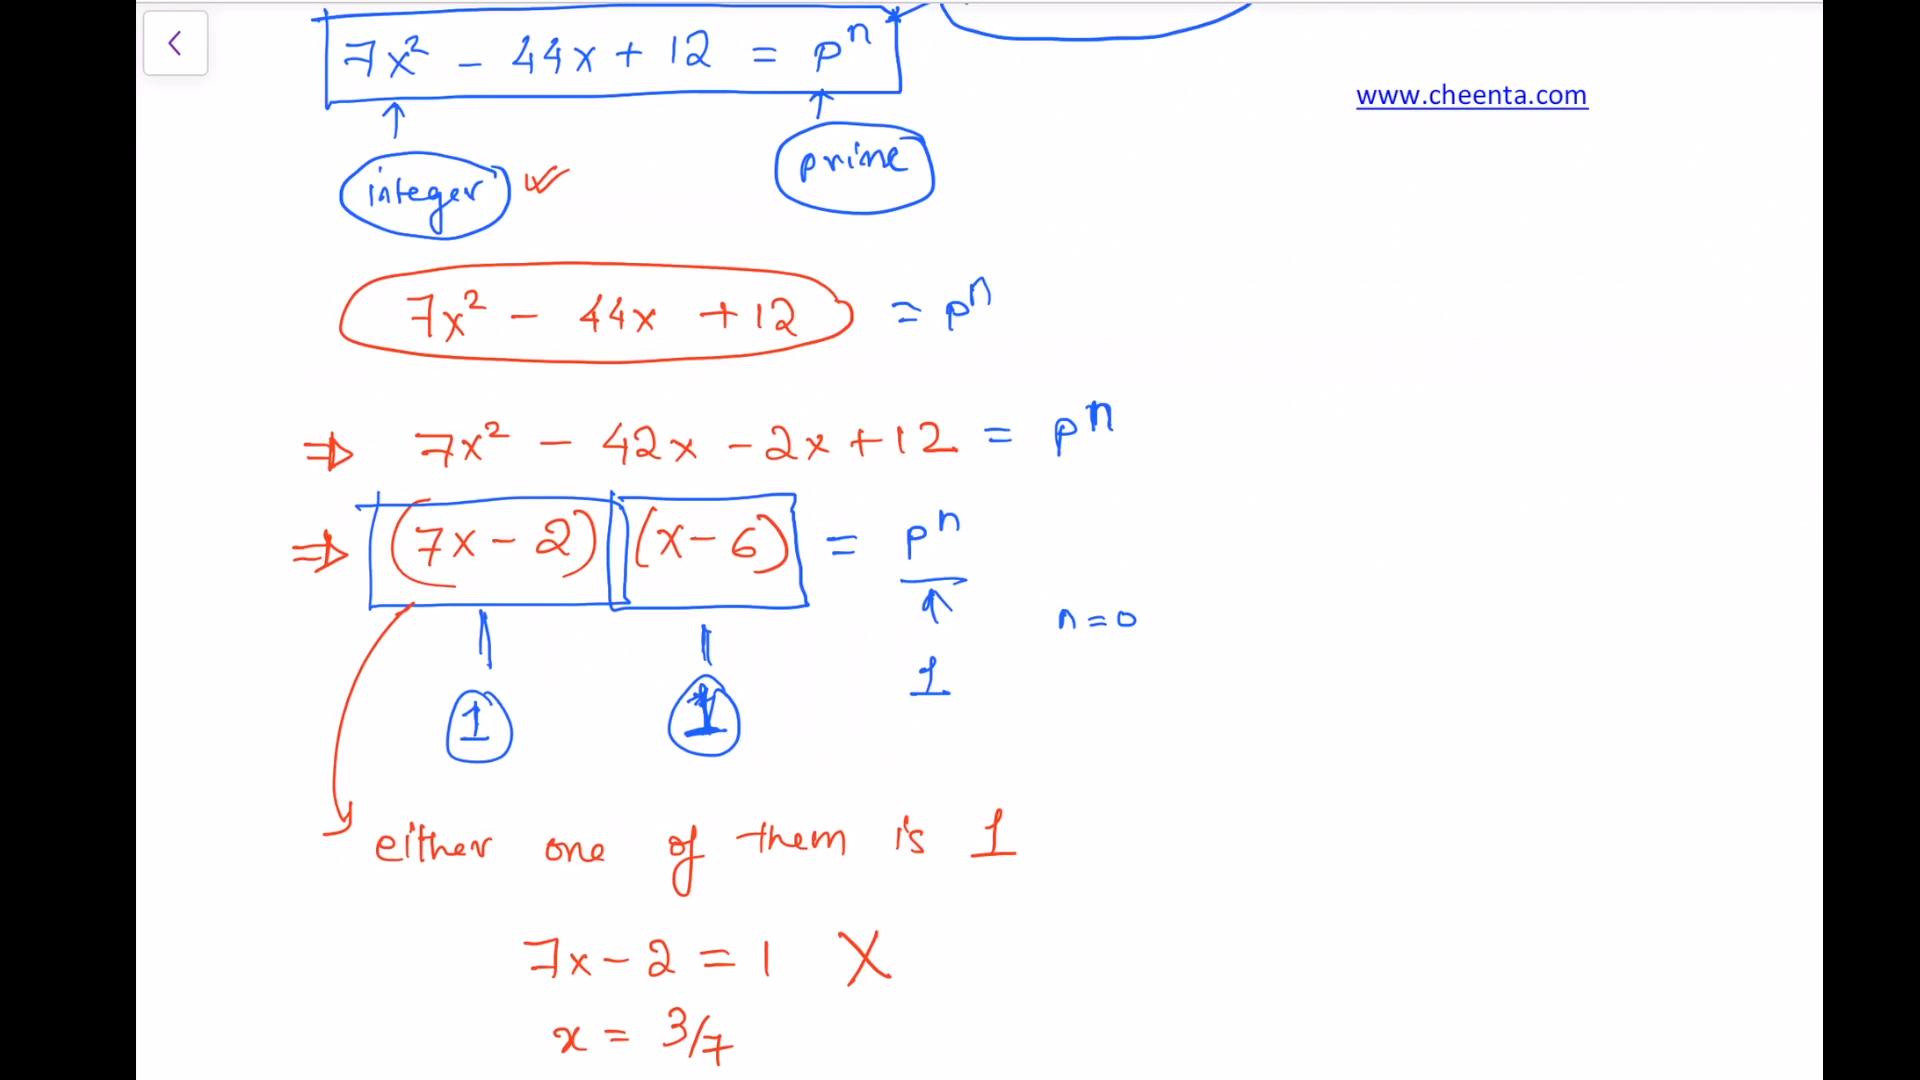 7x² - 44x + 12 = pⁿ
www.cheenta.com
integer
prime
7x² - 44x + 12 = pⁿ
⇒ 7x² - 42x - 2x + 12 = pⁿ
⇒ (7x - 2) (x - 6) = pⁿ
n = 0
1
1 1
either one of them is 1
7x - 2 = 1 X
x = 3/7